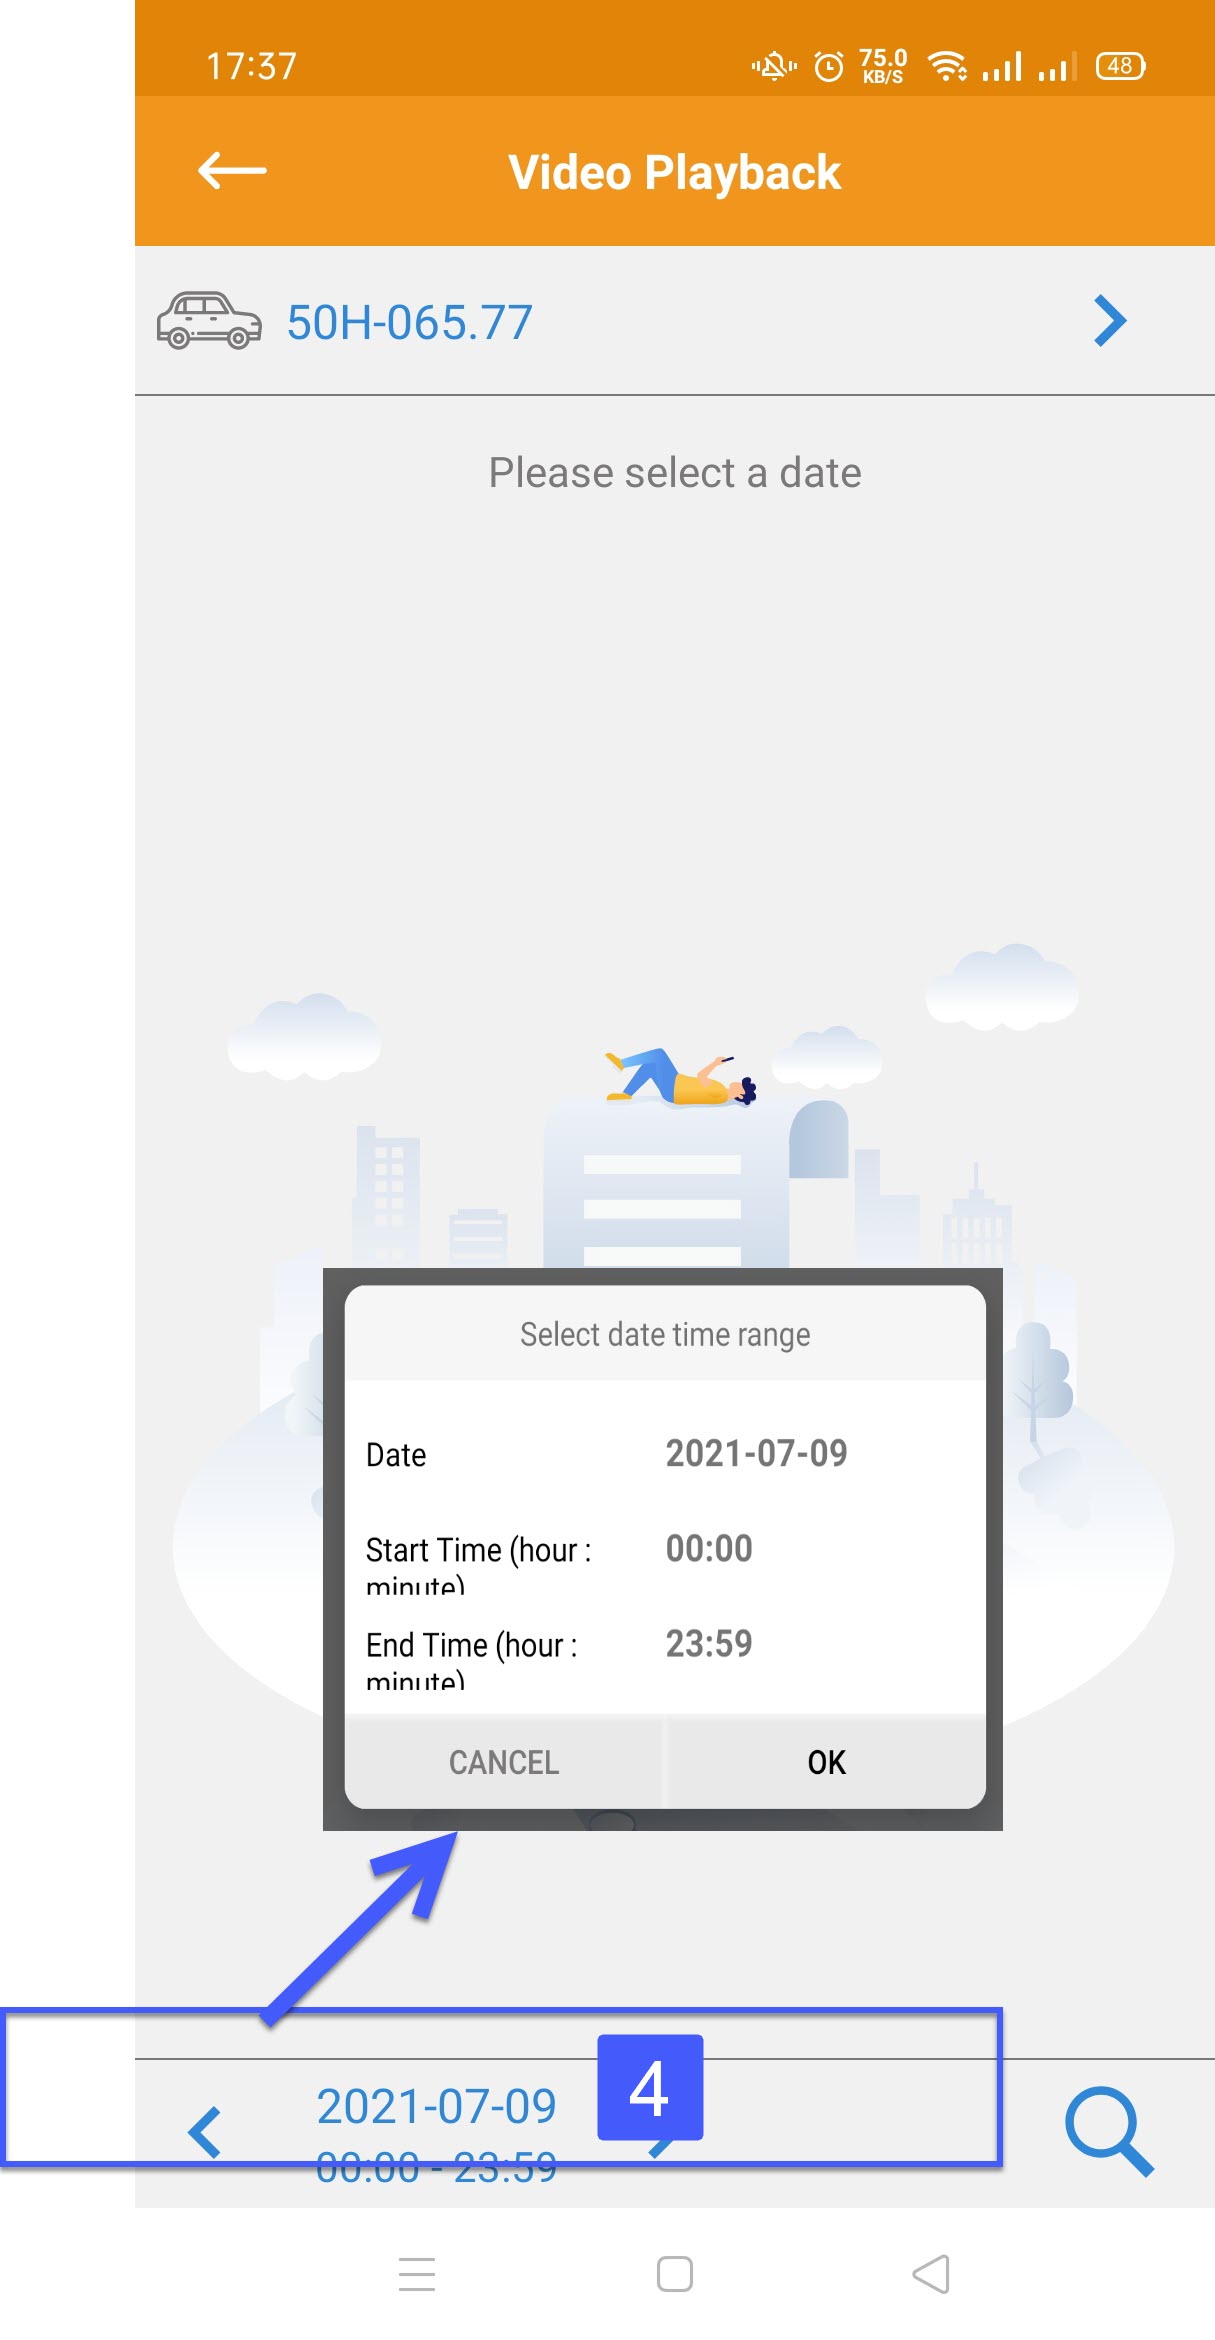 17:37
75.0
KB/S
48
Video Playback
50H-065.77
Please select a date
Select date time range
Date
2021-07-09
Start Time (hour :
minute)
00:00
End Time (hour :
minute)
23:59
CANCEL
OK
4
2021-07-09
00:00 - 23:59